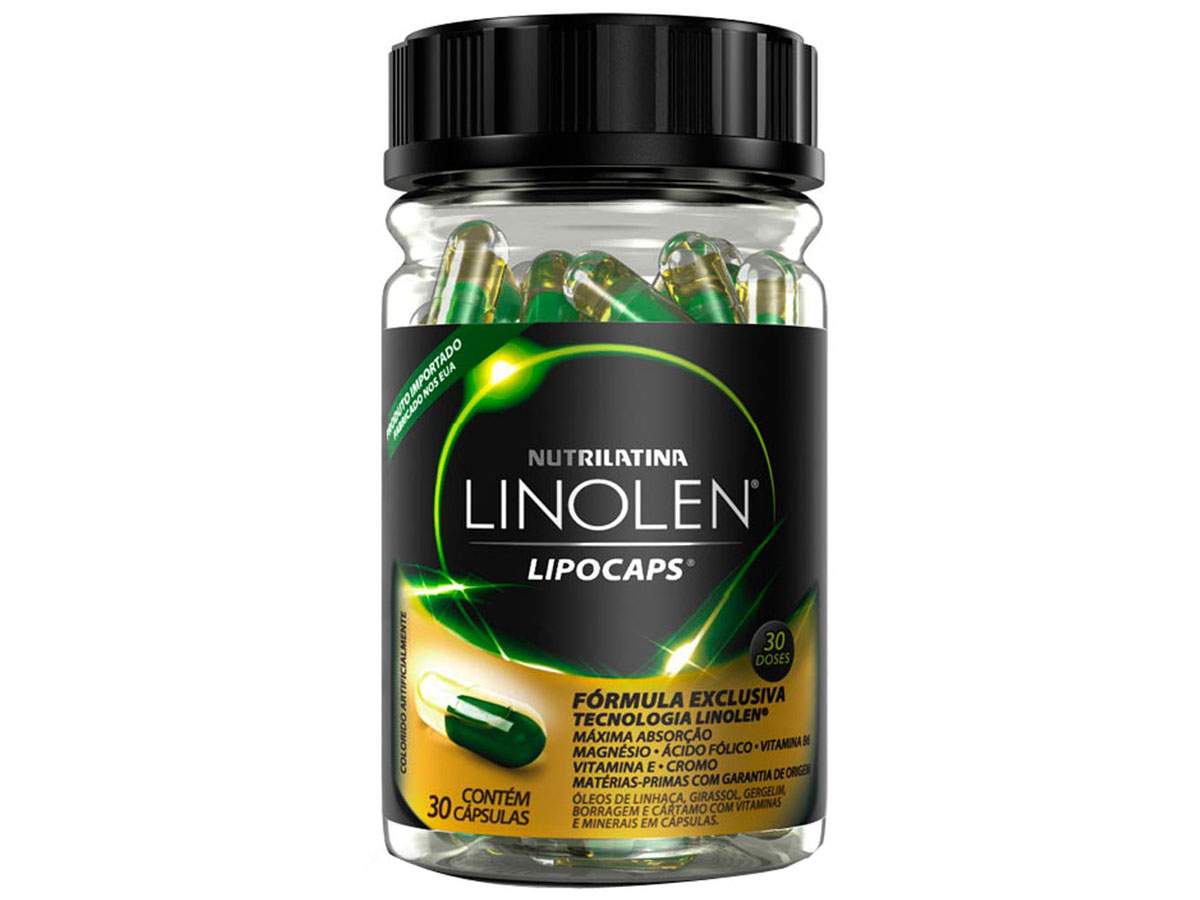 PRODUTO IMPORTADO
FABRICADO NOS EUA
NUTRILATINA
LINOLEN®
LIPOCAPS®
30
DOSES
COLORIDO ARTIFICIALMENTE
FÓRMULA EXCLUSIVA
TECNOLOGIA LINOLEN®
MÁXIMA ABSORÇÃO
MAGNÉSIO • ÁCIDO FÓLICO • VITAMINA B6
VITAMINA E • CROMO
MATÉRIAS-PRIMAS COM GARANTIA DE ORIGEM
ÓLEOS DE LINHAÇA, GIRASSOL, GERGELIM,
BORRAGEM E CÁRTAMO COM VITAMINAS
E MINERAIS EM CÁPSULAS.
CONTÉM
30 CÁPSULAS